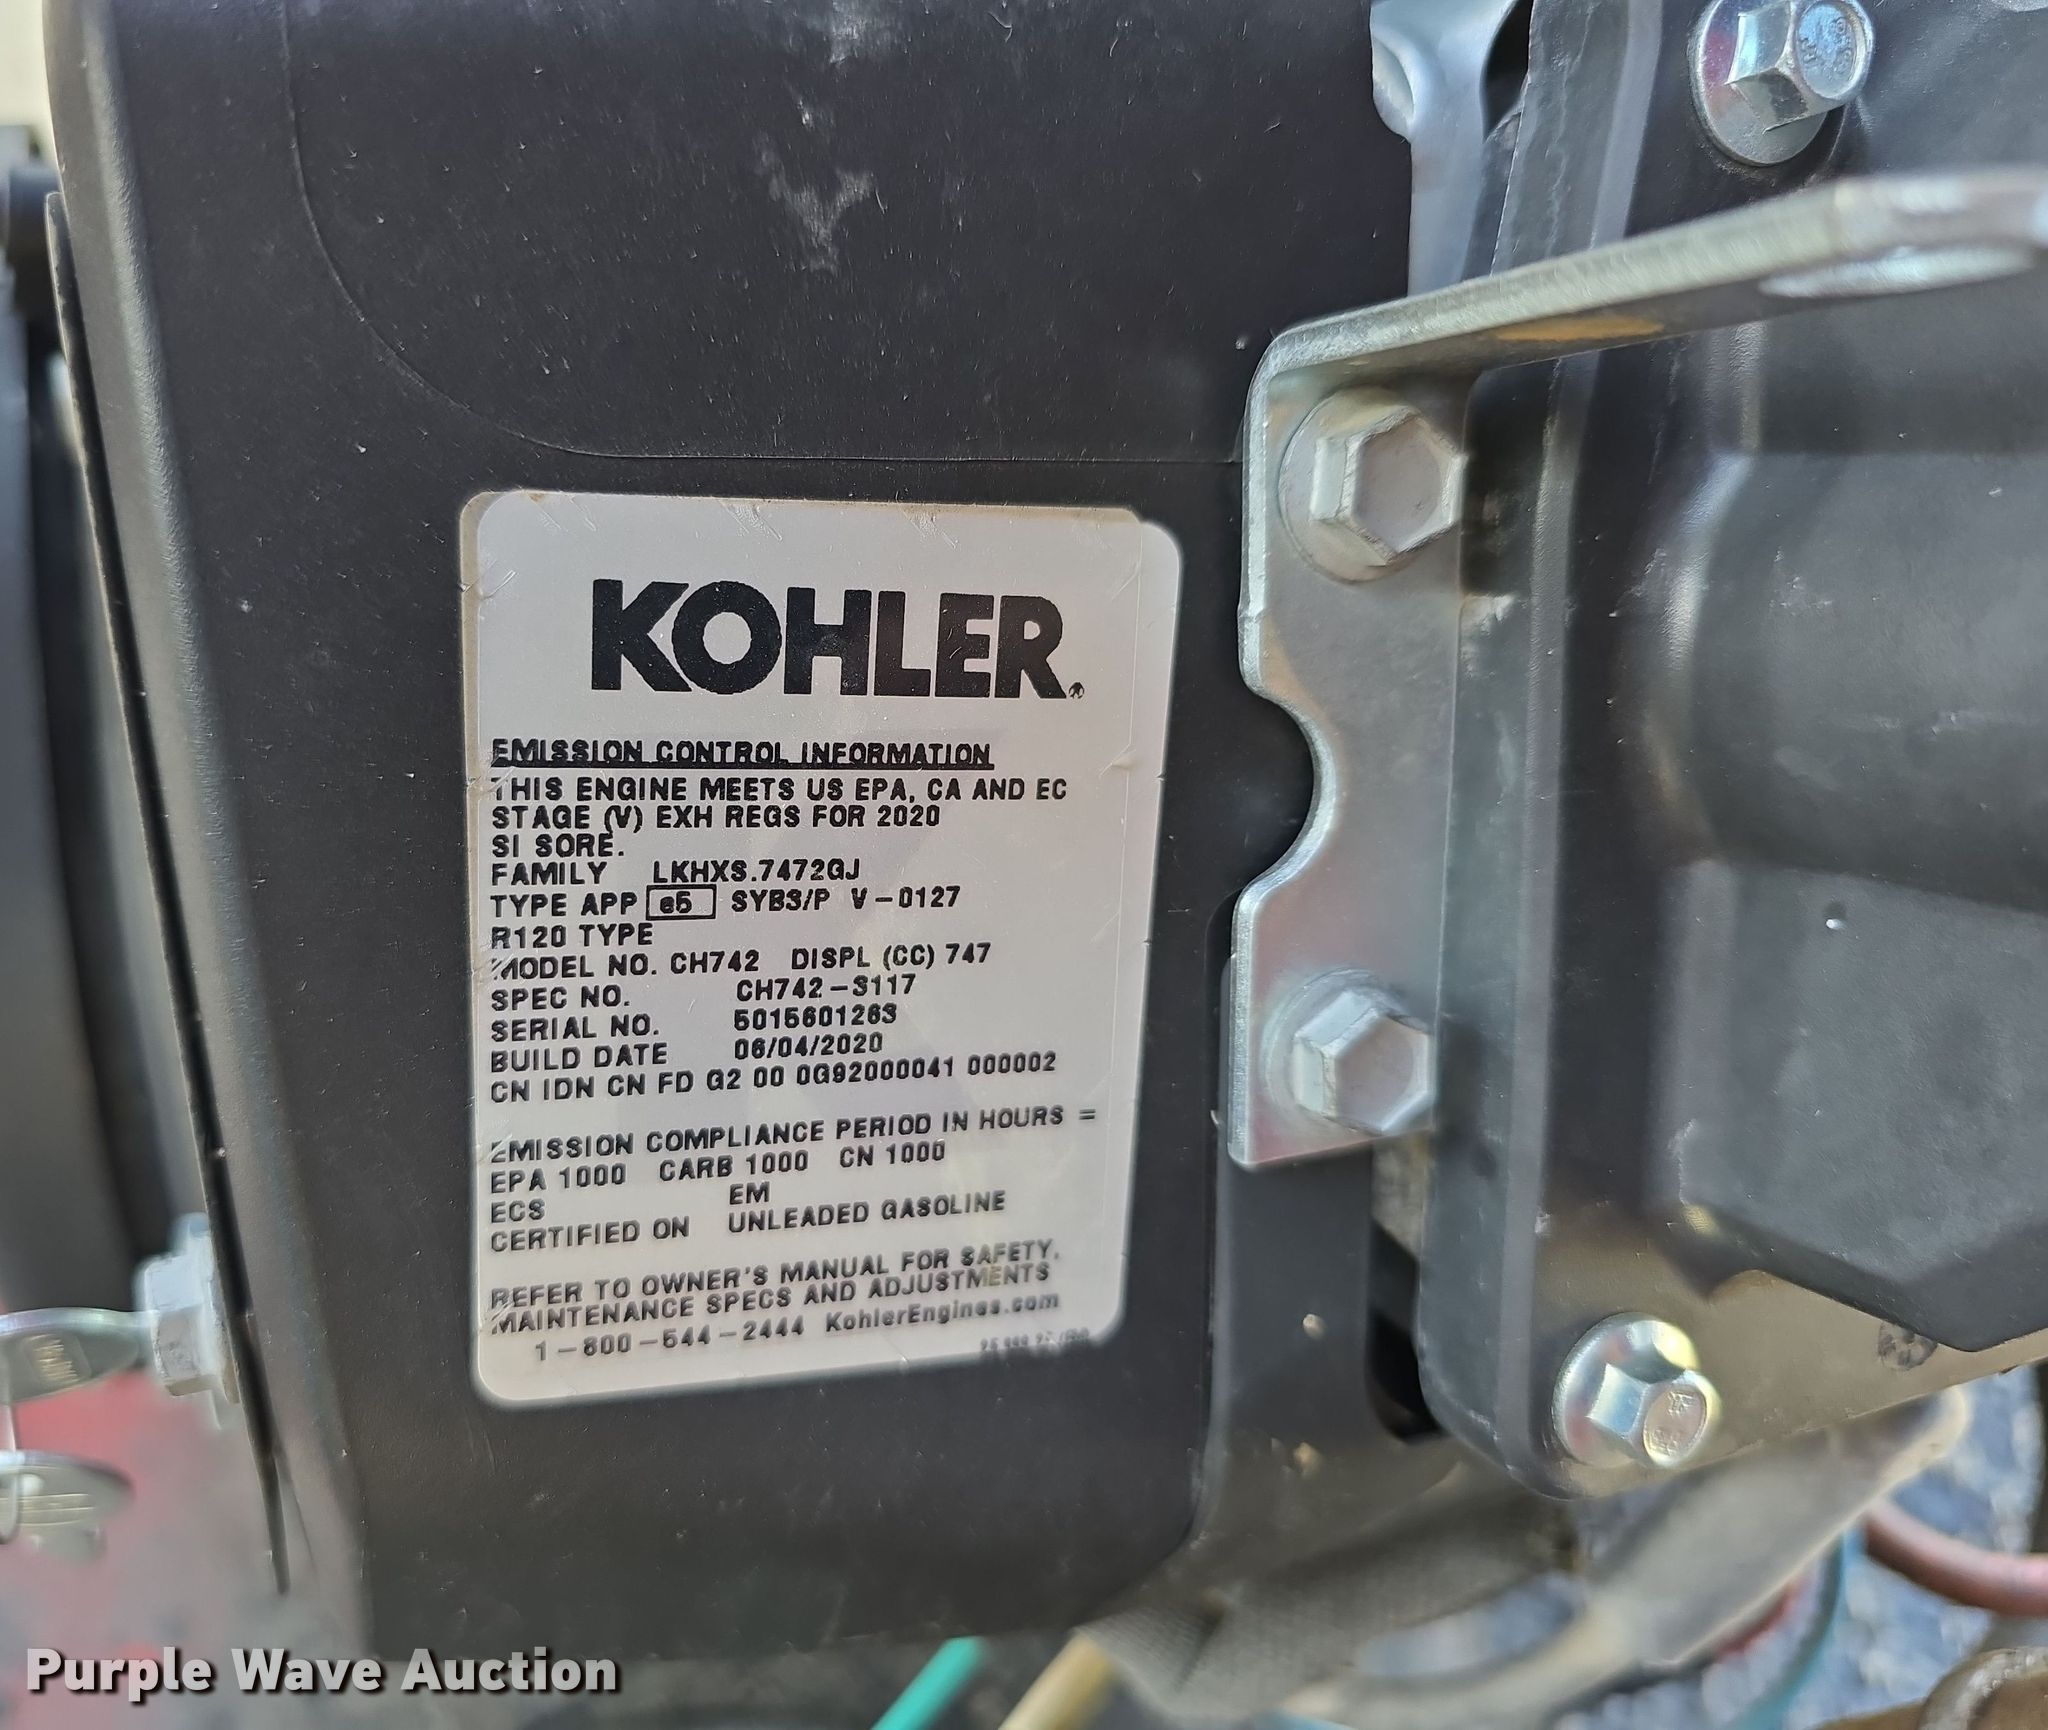 KOHLER®
EMISSION CONTROL INFORMATION
THIS ENGINE MEETS US EPA, CA AND EC
STAGE (V) EXH REGS FOR 2020
SI SORE.
FAMILY LKHXS.7472GJ
TYPE APP e5 SYBS/P V-0127
R120 TYPE
MODEL NO. CH742 DISPL (CC) 747
SPEC NO. CH742-3117
SERIAL NO. 5015601263
BUILD DATE 06/04/2020
CN IDN CN FD G2 00 0G92000041 000002
EMISSION COMPLIANCE PERIOD IN HOURS =
EPA 1000 CARB 1000 CN 1000
ECS EM
CERTIFIED ON UNLEADED GASOLINE
REFER TO OWNER'S MANUAL FOR SAFETY,
MAINTENANCE SPECS AND ADJUSTMENTS
1-800-544-2444 KohlerEngines.com
Purple Wave Auction